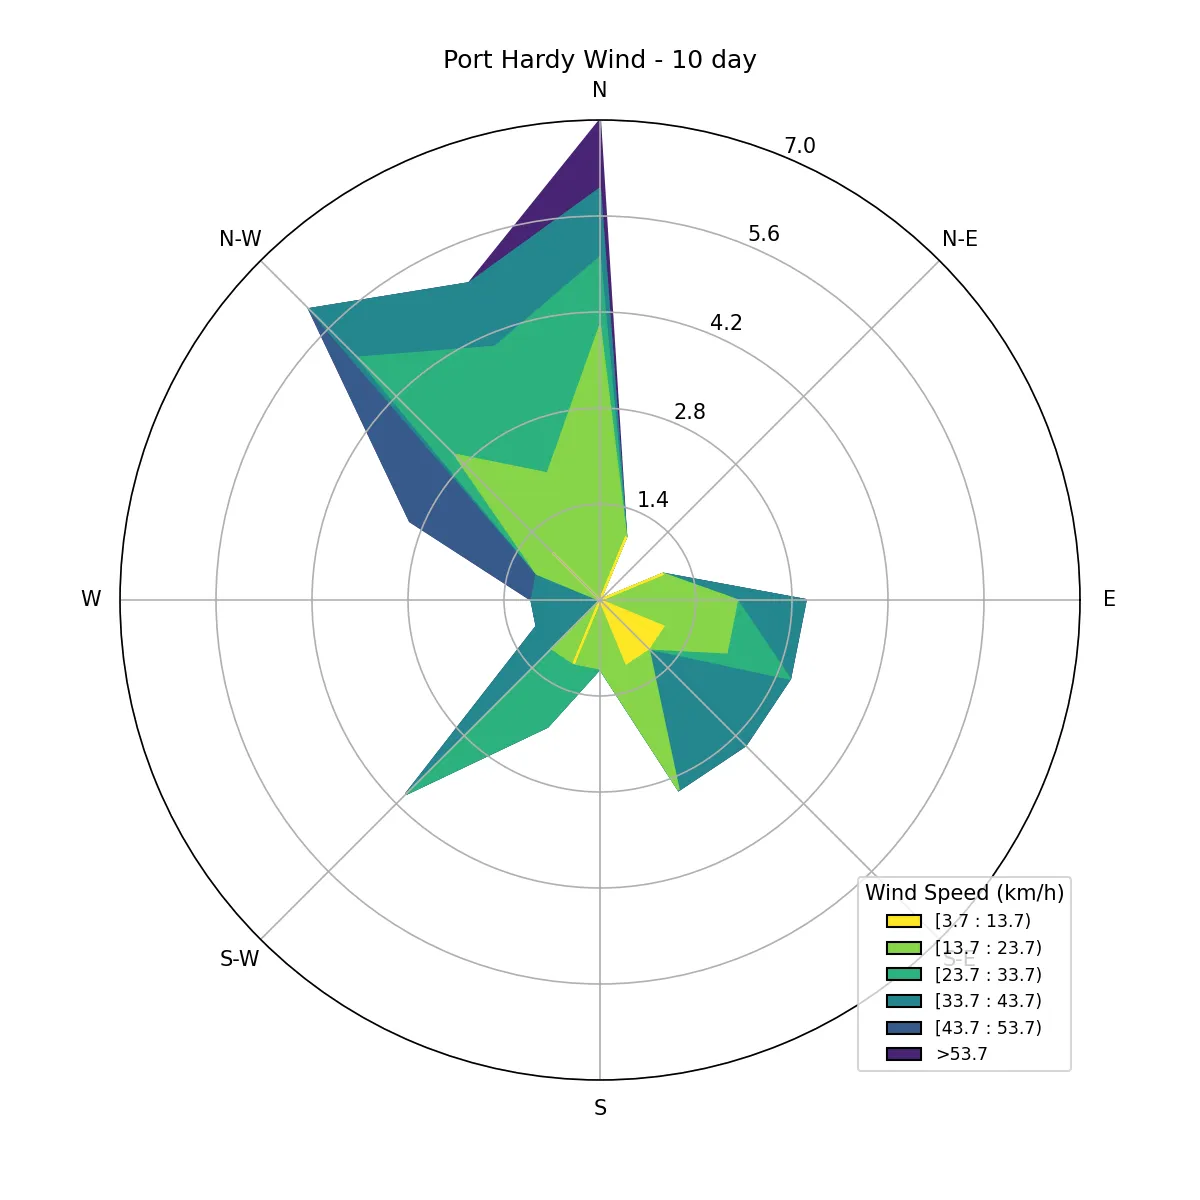 Port Hardy Wind - 10 day
N
7.0
N-W
5.6
N-E
4.2
2.8
1.4
W
E
S-W
S-E
S
Wind Speed (km/h)
[3.7 : 13.7)
[13.7 : 23.7)
[23.7 : 33.7)
[33.7 : 43.7)
[43.7 : 53.7)
>53.7